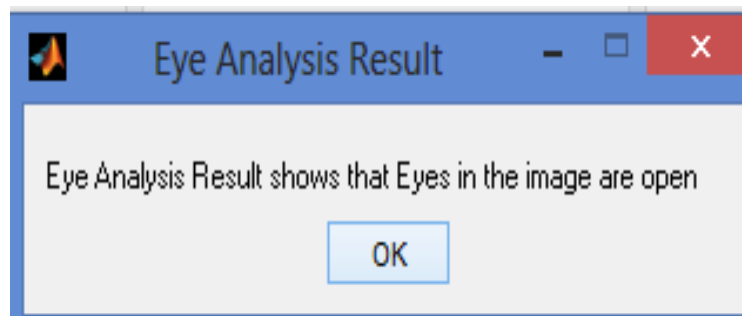 Eye Analysis Result
Eye Analysis Result shows that Eyes in the image are open
OK